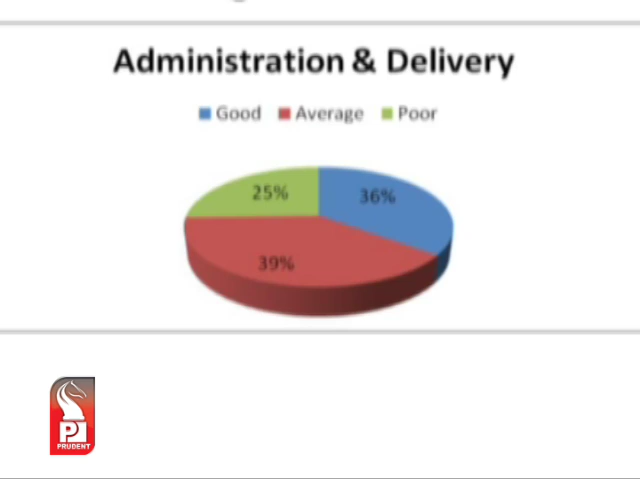 Administration & Delivery
Good Average Poor
25% 36%
39%
P
PRUDENT